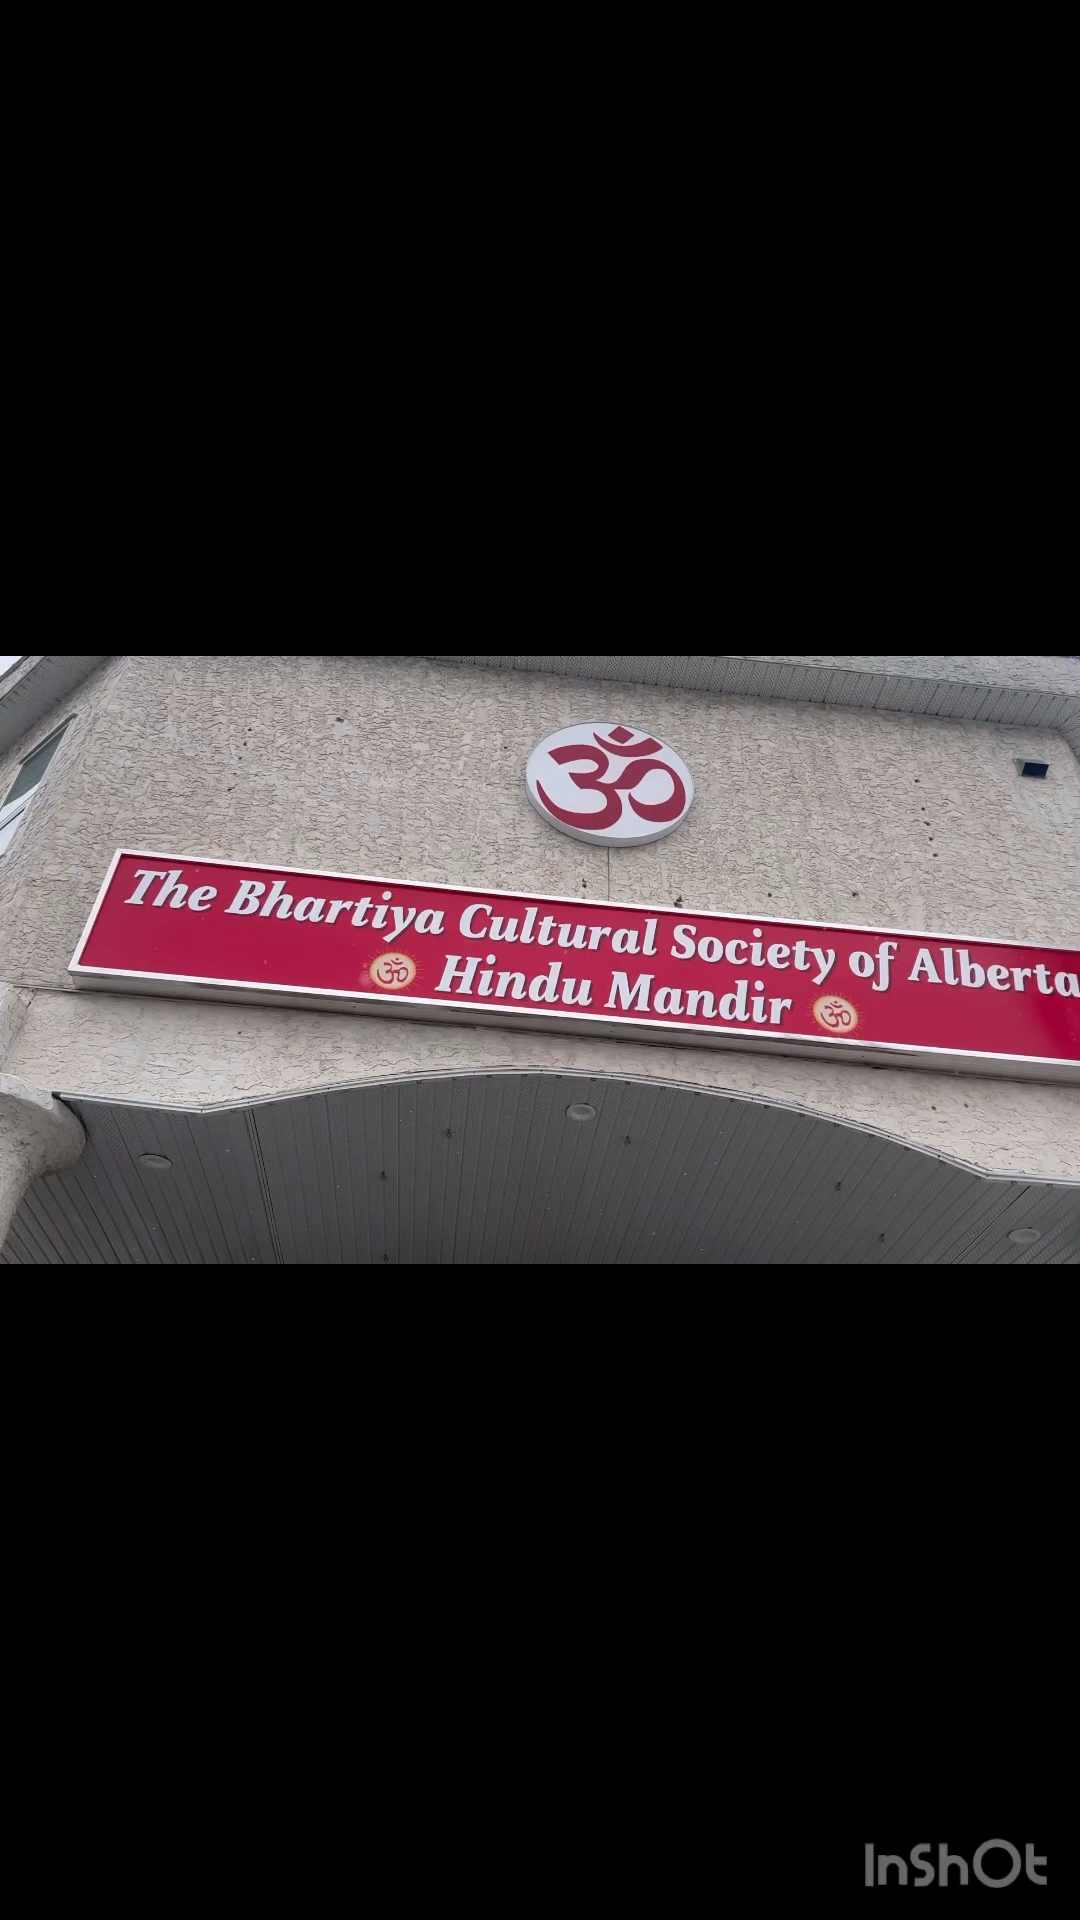 ॐ
The Bhartiya Cultural Society of Alberta
ॐ Hindu Mandir ॐ
InShOt